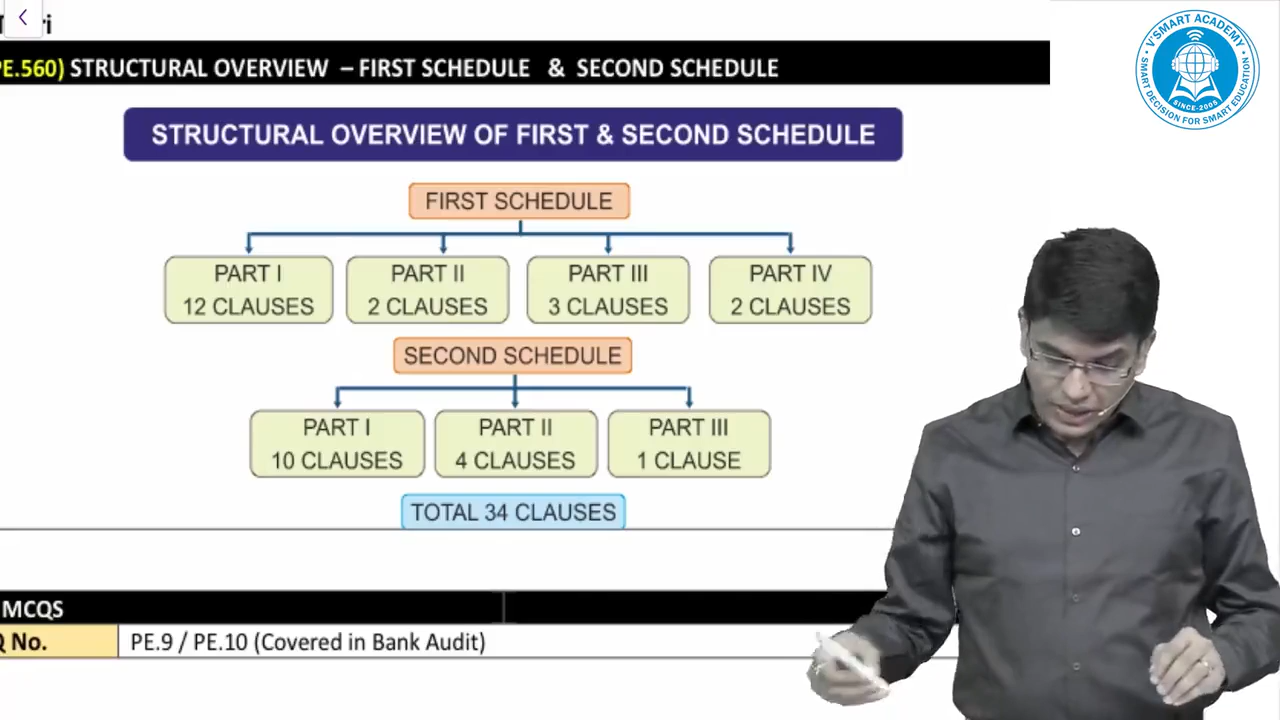 ri
PE.560) STRUCTURAL OVERVIEW – FIRST SCHEDULE & SECOND SCHEDULE
V'SMART ACADEMY
SINCE-2005
SMART DECISION FOR SMART EDUCATION
STRUCTURAL OVERVIEW OF FIRST & SECOND SCHEDULE
FIRST SCHEDULE
PART I
12 CLAUSES
PART II
2 CLAUSES
PART III
3 CLAUSES
PART IV
2 CLAUSES
SECOND SCHEDULE
PART I
10 CLAUSES
PART II
4 CLAUSES
PART III
1 CLAUSE
TOTAL 34 CLAUSES
MCQS
Q No.
PE.9 / PE.10 (Covered in Bank Audit)